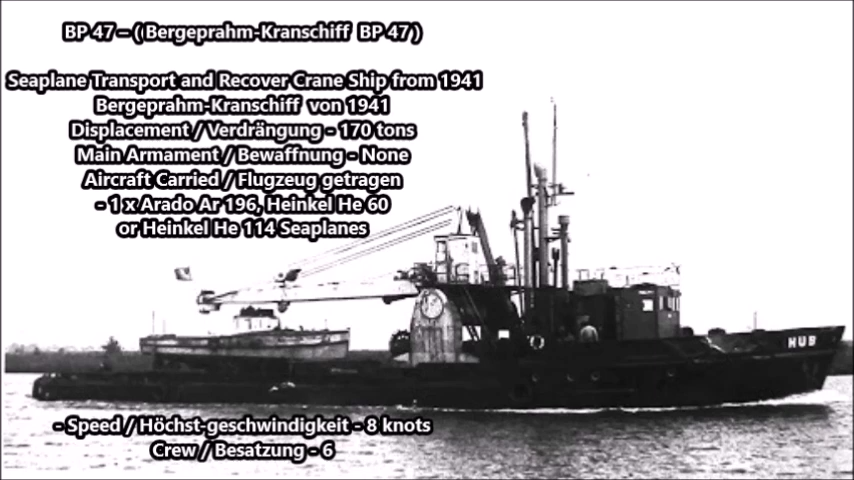 BP 47 – ( Bergeprahm-Kranschiff  BP 47 )
Seaplane Transport and Recover Crane Ship from 1941
Bergeprahm-Kranschiff  von 1941
Displacement / Verdrängung - 170 tons
Main Armament / Bewaffnung - None
Aircraft Carried / Flugzeug getragen
- 1 x Arado Ar 196, Heinkel He 60
or Heinkel He 114 Seaplanes
HUB
- Speed / Höchst-geschwindigkeit - 8 knots
Crew / Besatzung - 6